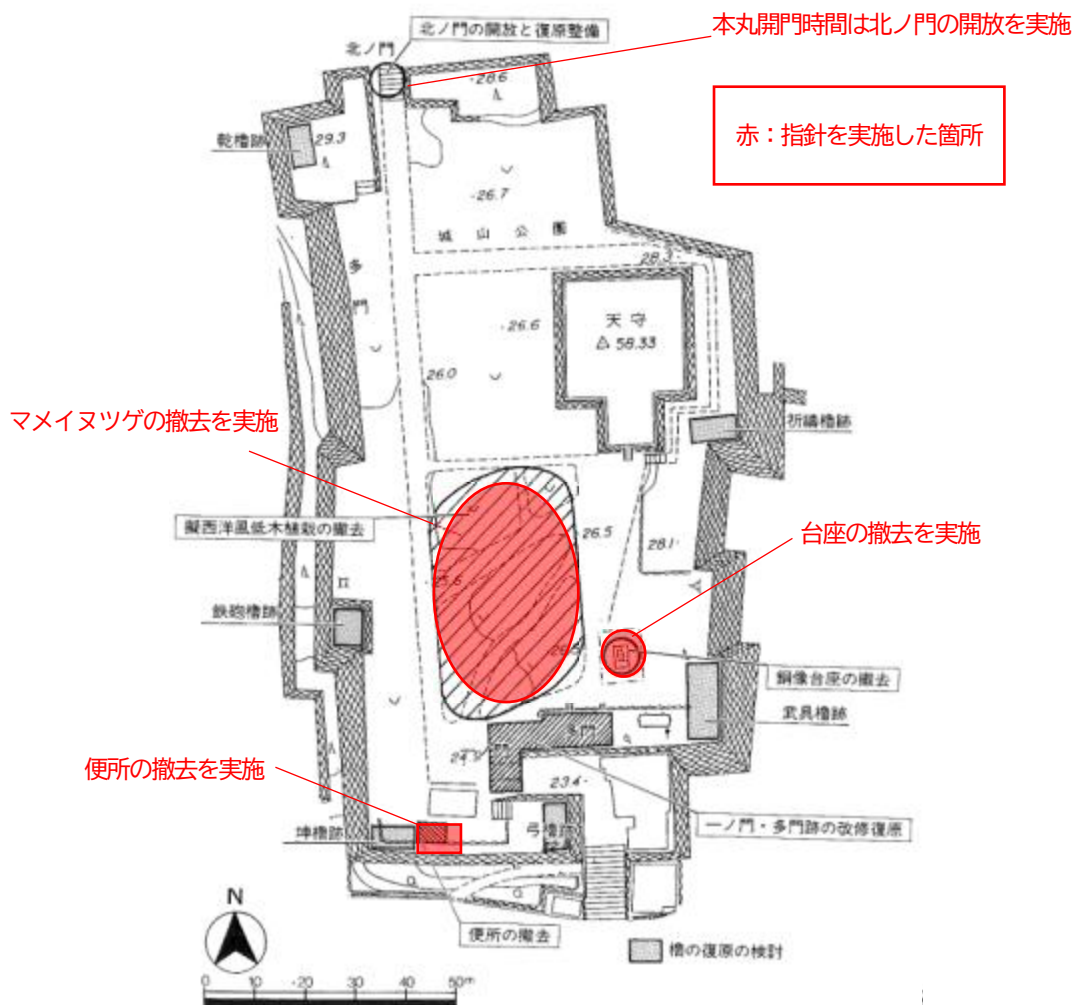 本丸開門時間は北ノ門の開放を実施
北ノ門の開放と復原整備
北ノ門
赤：指針を実施した箇所
-28.6
乾櫓跡
29.3
-26.7
城山公園
28.3-
多門
-26.6
天守
△ 58.33
26.0
マメイヌツゲの撤去を実施
祈禱櫓跡
擬西洋風低木植栽の撤去
26.5
28.1-
台座の撤去を実施
-25.6
鉄砲櫓跡
銅像台座の撤去
武具櫓跡
便所の撤去を実施
23.4-
一ノ門・多門跡の改修復原
坤櫓跡
弓櫓跡
N
便所の撤去
櫓の復原の検討
0 10 20 30 40 50m